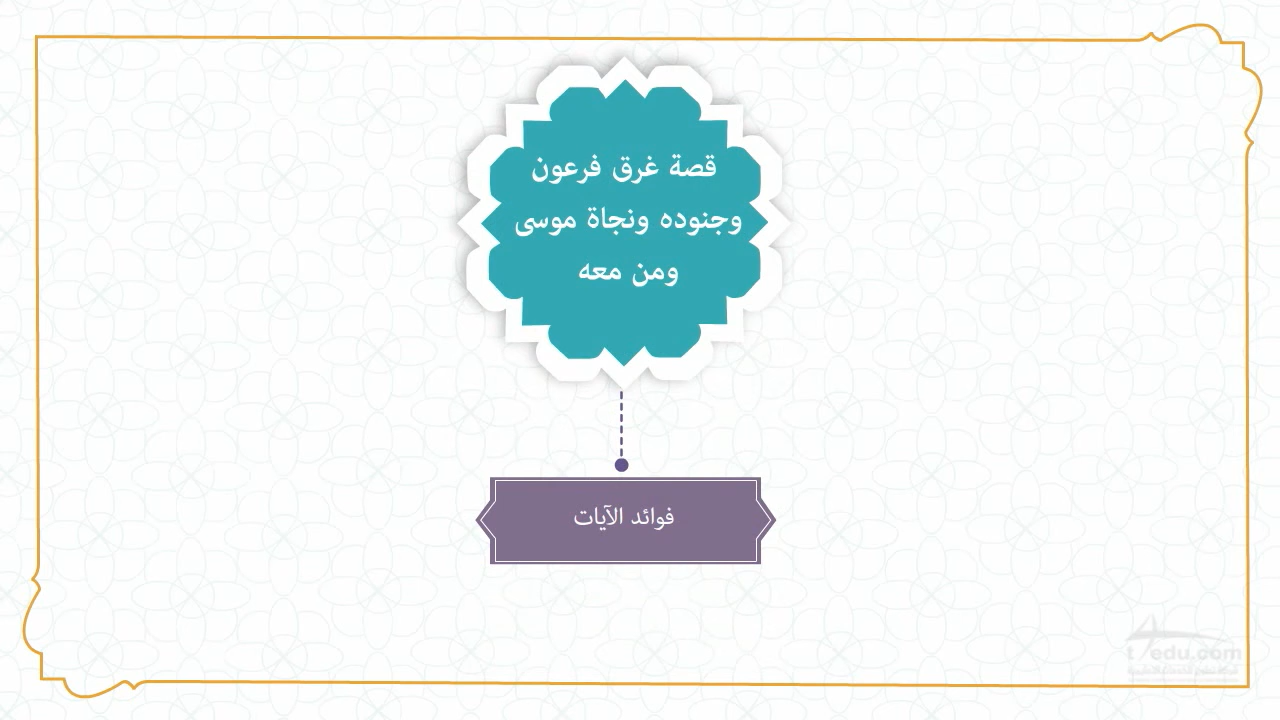 قصة غرق فرعون
وجنوده ونجاة موسى
ومن معه
فوائد الآيات
edu.com